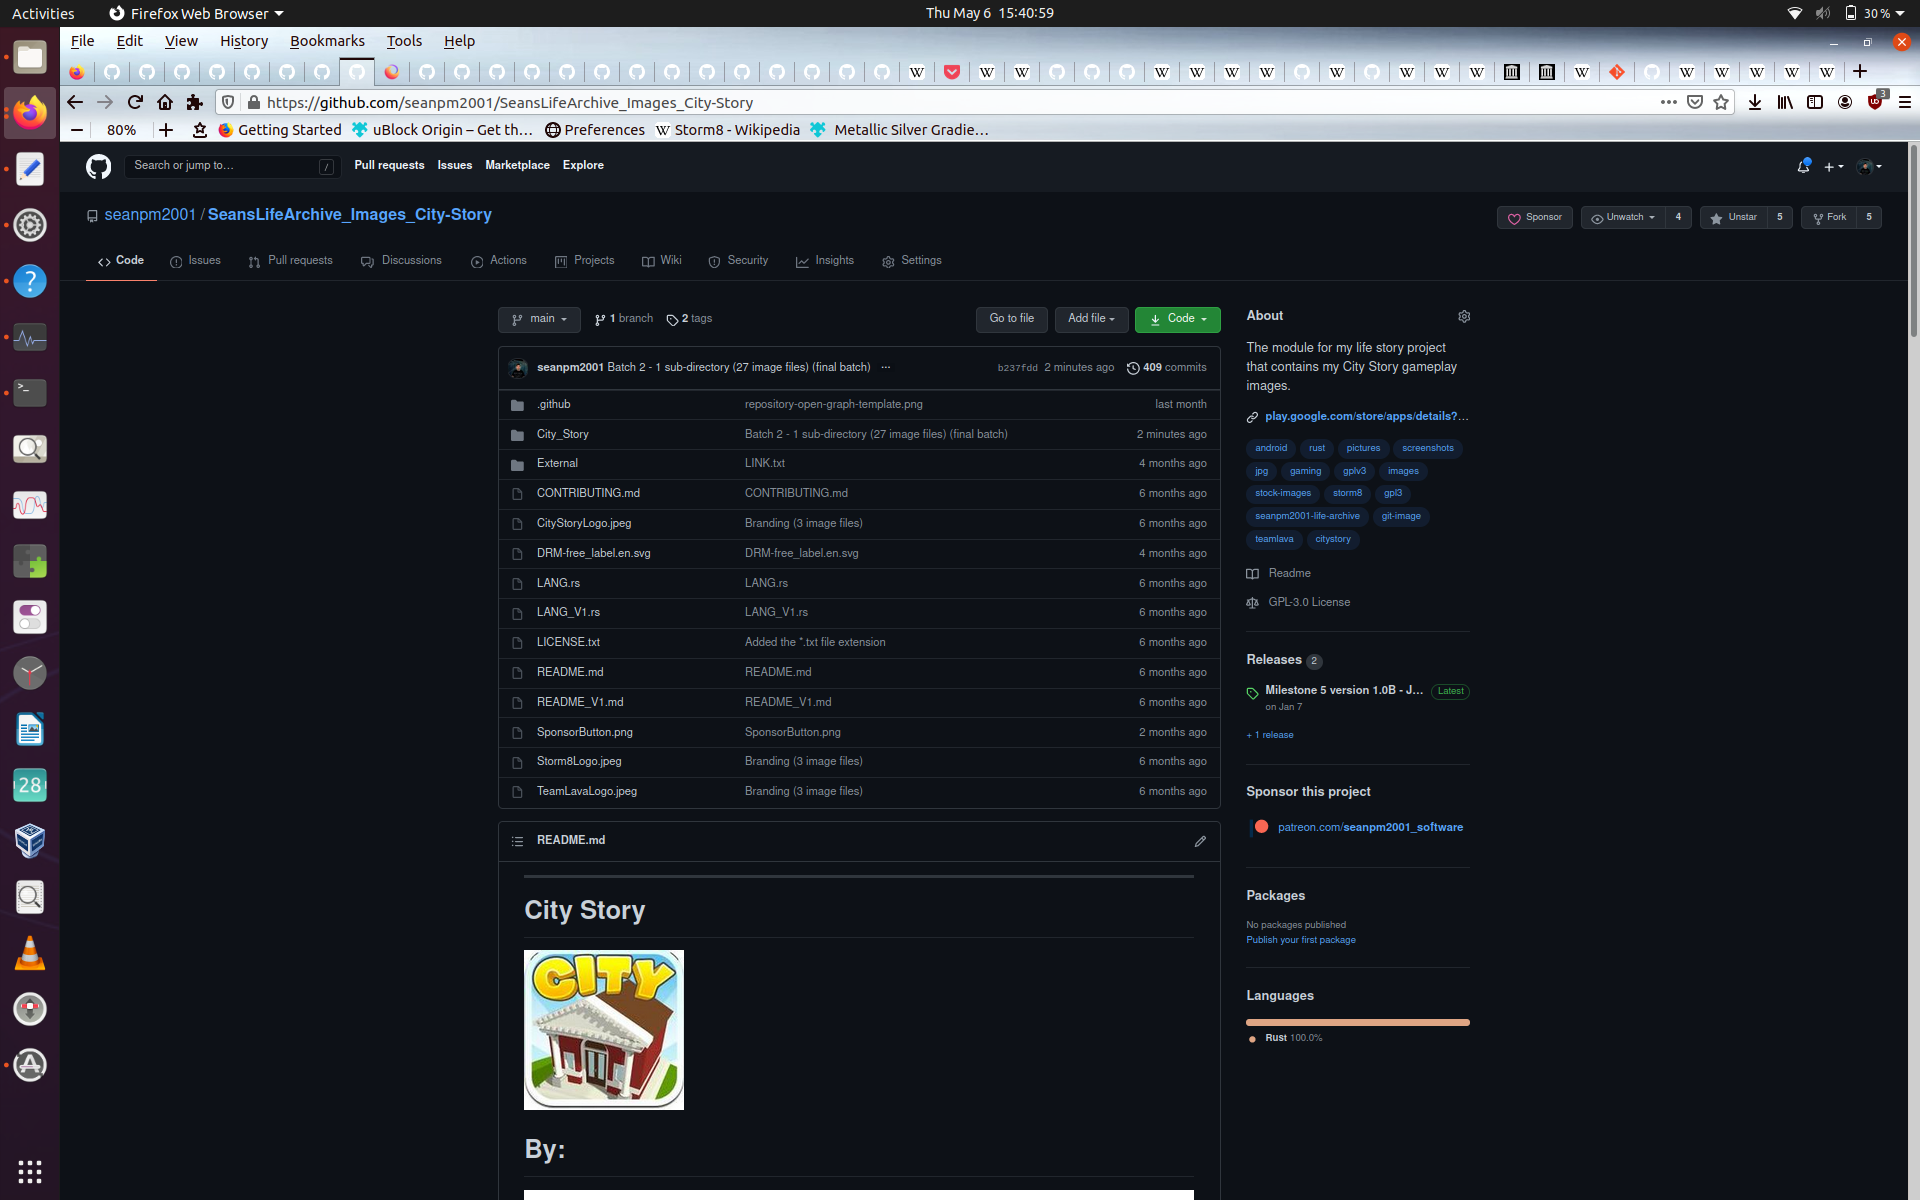 Activities Firefox Web Browser Thu May 6 15:40:59 30 %
File Edit View History Bookmarks Tools Help
https://github.com/seanpm2001/SeansLifeArchive_Images_City-Story 3
80% Getting Started uBlock Origin – Get th… Preferences Storm8 - Wikipedia Metallic Silver Gradie…
Search or jump to… / Pull requests Issues Marketplace Explore
seanpm2001 / SeansLifeArchive_Images_City-Story Sponsor Unwatch 4 Unstar 5 Fork 5
Code Issues Pull requests Discussions Actions Projects Wiki Security Insights Settings
main 1 branch 2 tags Go to file Add file Code
seanpm2001 Batch 2 - 1 sub-directory (27 image files) (final batch) ... b237fdd 2 minutes ago 409 commits
.github repository-open-graph-template.png last month
City_Story Batch 2 - 1 sub-directory (27 image files) (final batch) 2 minutes ago
External LINK.txt 4 months ago
CONTRIBUTING.md CONTRIBUTING.md 6 months ago
CityStoryLogo.jpeg Branding (3 image files) 6 months ago
DRM-free_label.en.svg DRM-free_label.en.svg 4 months ago
LANG.rs LANG.rs 6 months ago
LANG_V1.rs LANG_V1.rs 6 months ago
LICENSE.txt Added the *.txt file extension 6 months ago
README.md README.md 6 months ago
README_V1.md README_V1.md 6 months ago
SponsorButton.png SponsorButton.png 2 months ago
Storm8Logo.jpeg Branding (3 image files) 6 months ago
TeamLavaLogo.jpeg Branding (3 image files) 6 months ago
README.md
City Story
CITY
By:
About
The module for my life story project
that contains my City Story gameplay
images.
play.google.com/store/apps/details?…
android rust pictures screenshots
jpg gaming gplv3 images
stock-images storm8 gpl3
seanpm2001-life-archive git-image
teamlava citystory
Readme
GPL-3.0 License
Releases 2
Milestone 5 version 1.0B - J… Latest
on Jan 7
+ 1 release
Sponsor this project
patreon.com/seanpm2001_software
Packages
No packages published
Publish your first package
Languages
Rust 100.0%
28